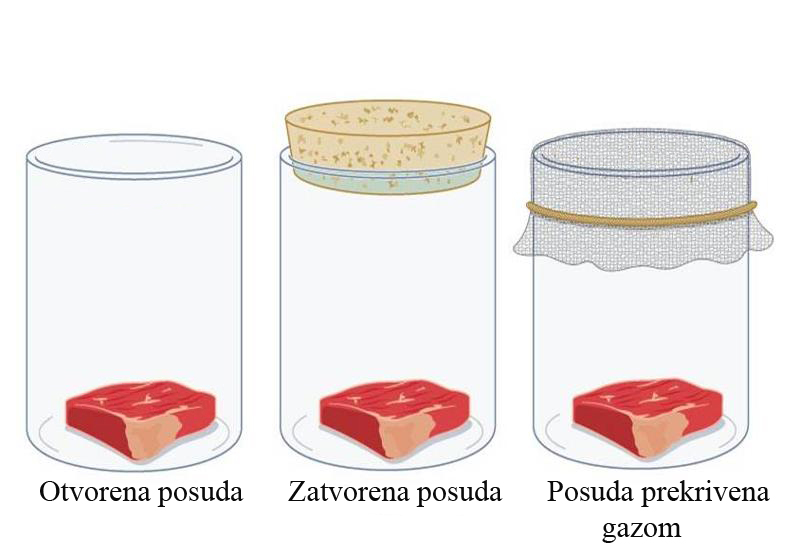 Otvorena posuda
Zatvorena posuda
Posuda prekrivena
gazom